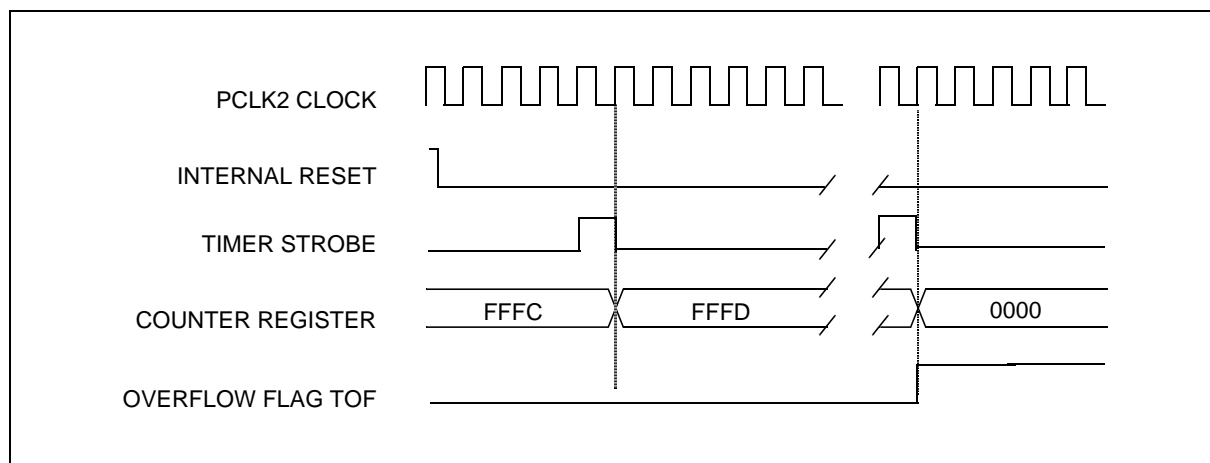 PCLK2 CLOCK
INTERNAL RESET
TIMER STROBE
COUNTER REGISTER FFFC FFFD 0000
OVERFLOW FLAG TOF